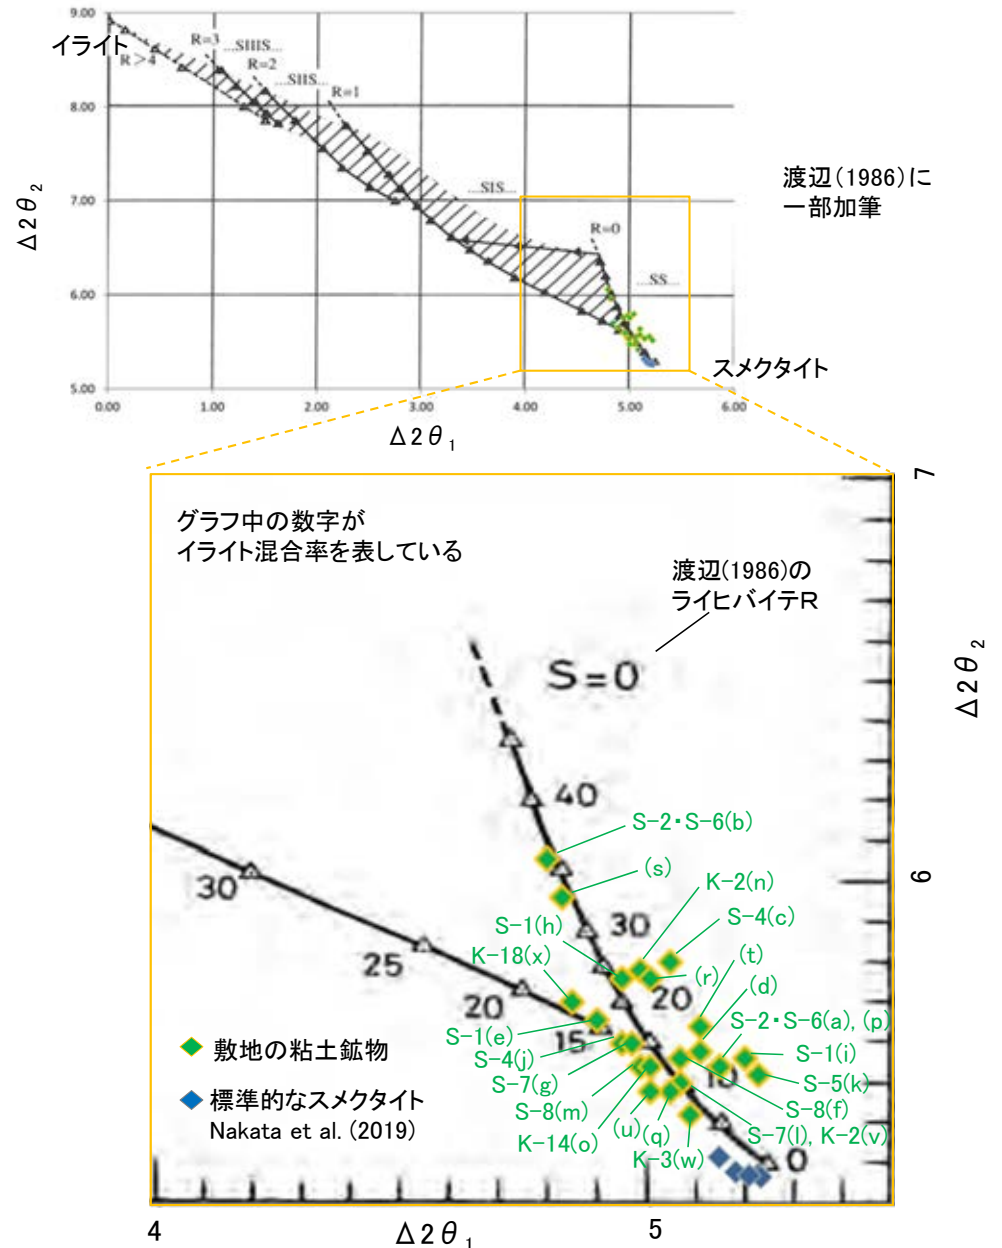 9.00
イライト
R=3
...SIIIS...
R>4
R=2
...SIIS...
R=1
8.00
7.00
...SIS...
R=0
6.00
...SS...
5.00
スメクタイト
0.00
1.00
2.00
3.00
4.00
5.00
6.00
Δ2θ2
Δ2θ1
渡辺(1986)に
一部加筆
グラフ中の数字が
イライト混合率を表している
渡辺(1986)の
ライヒバイテR
S=0
7
Δ2θ2
40
S-2・S-6(b)
(s)
K-2(n)
6
30
30
S-1(h)
S-4(c)
K-18(x)
25
(r)
(t)
20
20
(d)
S-2・S-6(a), (p)
S-1(e)
15
S-1(i)
S-4(j)
敷地の粘土鉱物
S-7(g)
10
S-5(k)
標準的なスメクタイト
Nakata et al. (2019)
S-8(m)
S-8(f)
K-14(o)
(u)
(q)
S-7(l), K-2(v)
K-3(w)
0
4
5
Δ2θ1